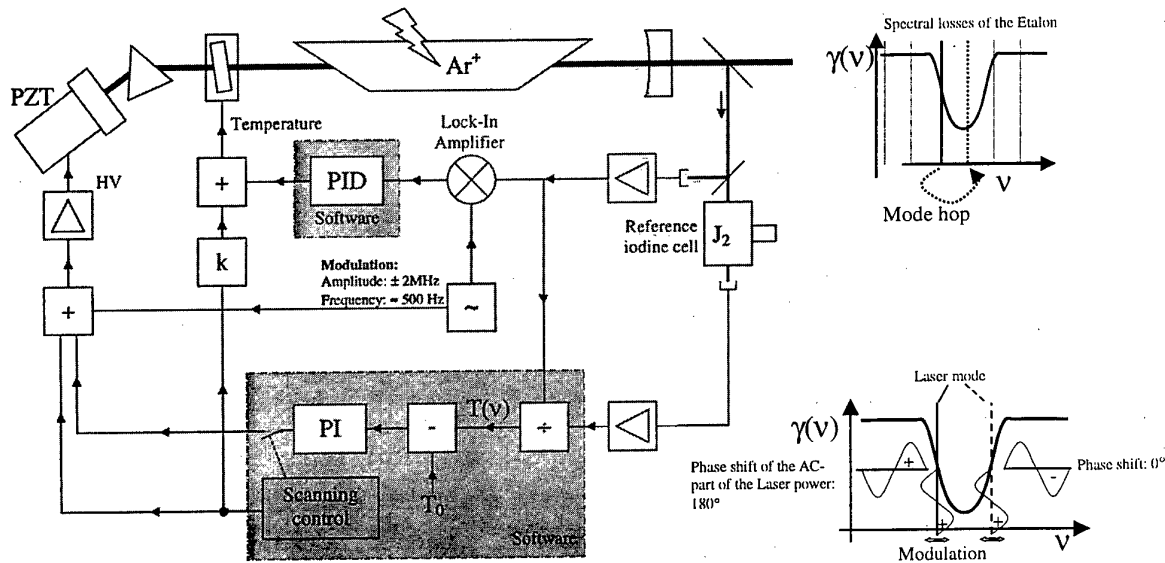 PZT
Ar+
Temperature
Lock-In
Amplifier
HV
+
PID
Software
k
Modulation:
Amplitude: ± 2MHz
Frequency: ≈ 500 Hz
~
+
Reference
iodine cell
J₂
PI
-
T(ν)
÷
T₀
Scanning
control
Software
Spectral losses of the Etalon
γ(ν)
ν
Mode hop
Laser mode
γ(ν)
+
-
Phase shift of the AC-
part of the Laser power:
180°
Phase shift: 0°
+
+
ν
Modulation